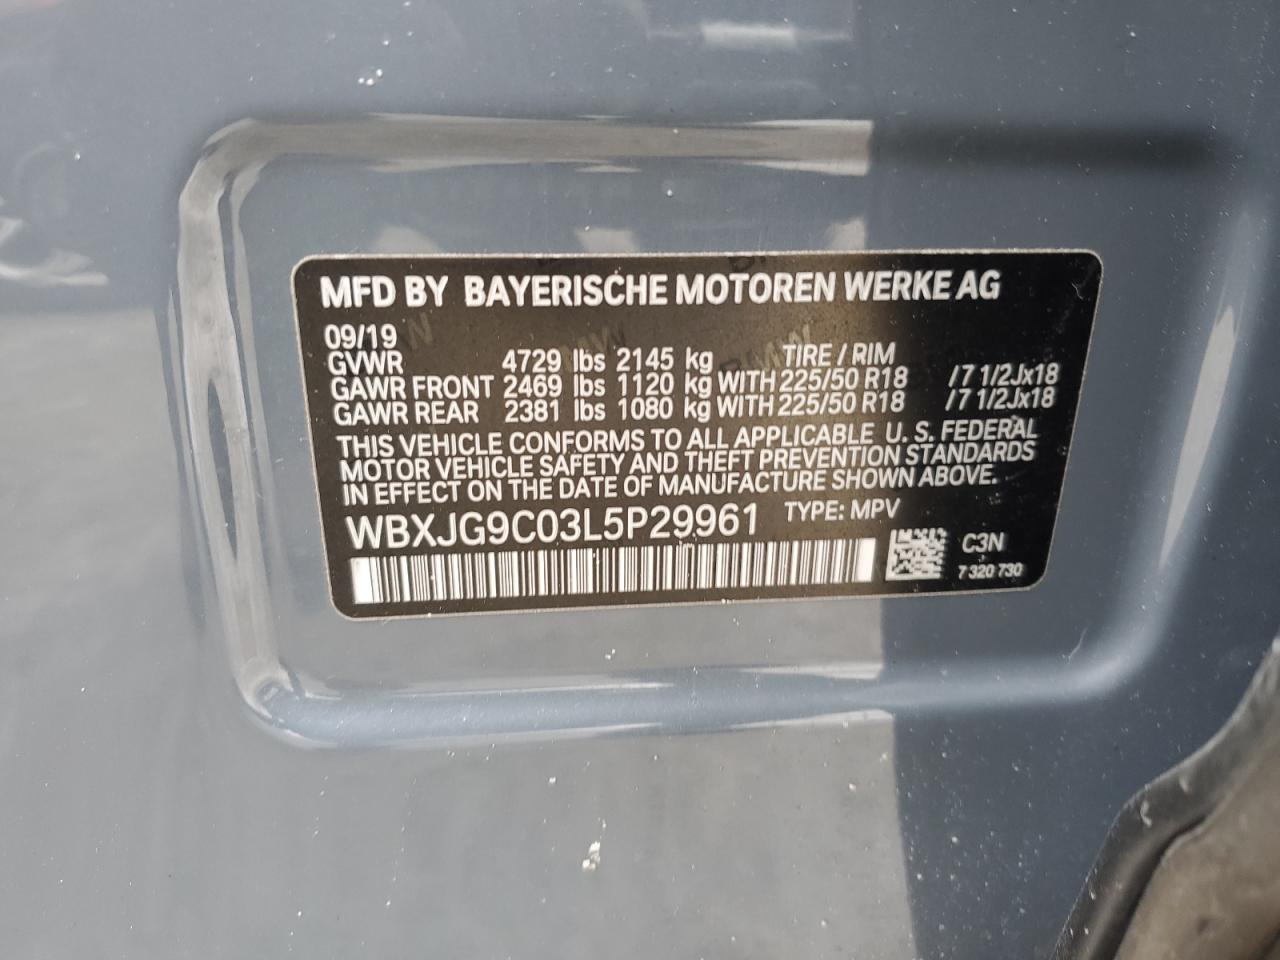 MFD BY BAYERISCHE MOTOREN WERKE AG
09/19
GVWR 4729 lbs 2145 kg TIRE / RIM
GAWR FRONT 2469 lbs 1120 kg WITH 225/50 R18 /7 1/2Jx18
GAWR REAR 2381 lbs 1080 kg WITH 225/50 R18 /7 1/2Jx18
THIS VEHICLE CONFORMS TO ALL APPLICABLE U. S. FEDERAL
MOTOR VEHICLE SAFETY AND THEFT PREVENTION STANDARDS
IN EFFECT ON THE DATE OF MANUFACTURE SHOWN ABOVE.
WBXJG9C03L5P29961 TYPE: MPV
C3N
7 320 730